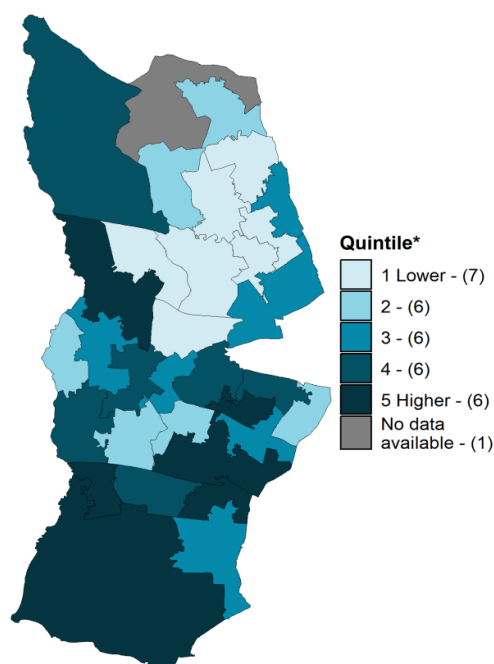 Quintile*
1 Lower - (7)
2 - (6)
3 - (6)
4 - (6)
5 Higher - (6)
No data
available - (1)